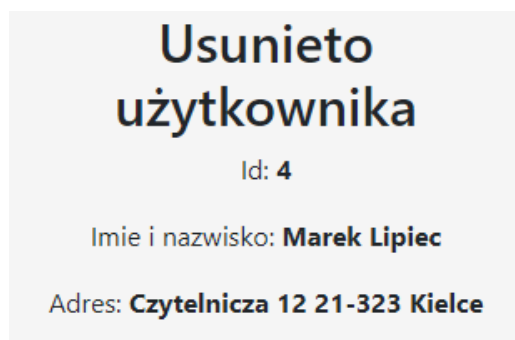 Usunieto
użytkownika
Id: 4
Imie i nazwisko: Marek Lipiec
Adres: Czytelnicza 12 21-323 Kielce